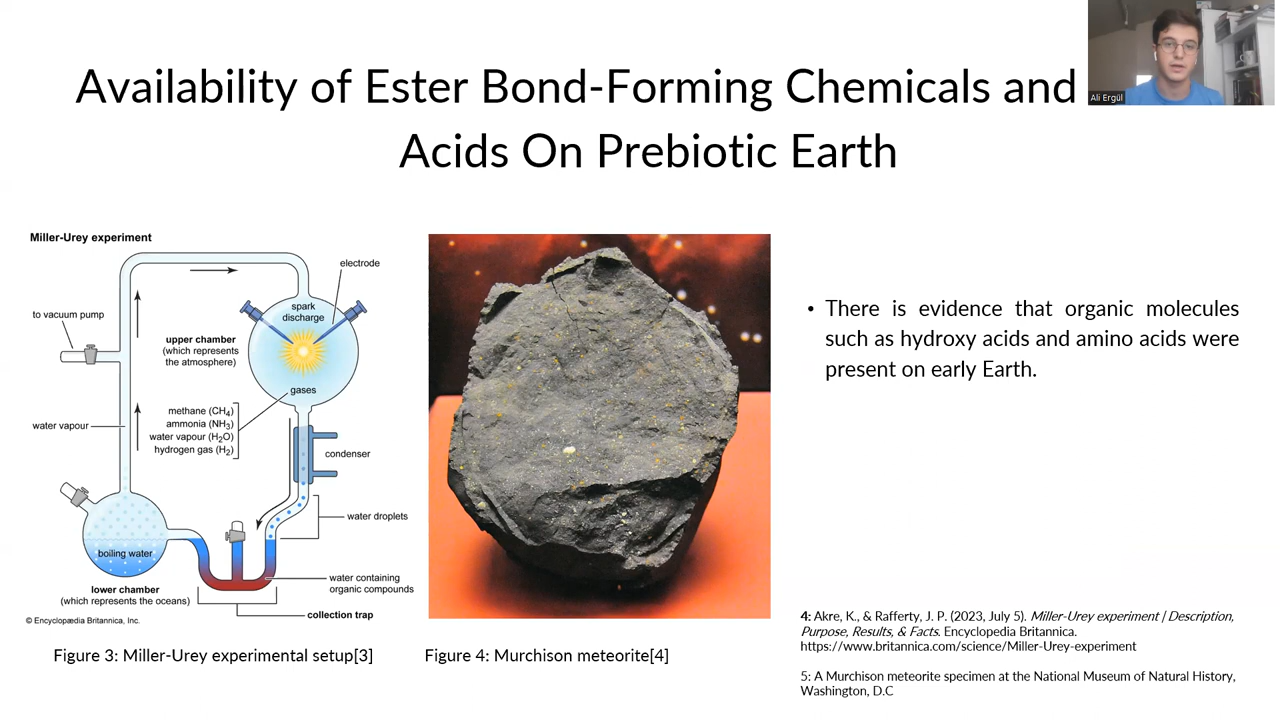 Availability of Ester Bond-Forming Chemicals and
Acids On Prebiotic Earth
Ali Ergül
Miller-Urey experiment
electrode
spark
discharge
to vacuum pump
upper chamber
(which represents
the atmosphere)
gases
methane (CH₄)
ammonia (NH₃)
water vapour (H₂O)
hydrogen gas (H₂)
water vapour
condenser
water droplets
boiling water
water containing
organic compounds
lower chamber
(which represents the oceans)
collection trap
© Encyclopædia Britannica, Inc.
Figure 3: Miller-Urey experimental setup[3]
Figure 4: Murchison meteorite[4]
• There is evidence that organic molecules
such as hydroxy acids and amino acids were
present on early Earth.
4: Akre, K., & Rafferty, J. P. (2023, July 5). Miller-Urey experiment | Description,
Purpose, Results, & Facts. Encyclopedia Britannica.
https://www.britannica.com/science/Miller-Urey-experiment
5: A Murchison meteorite specimen at the National Museum of Natural History,
Washington, D.C